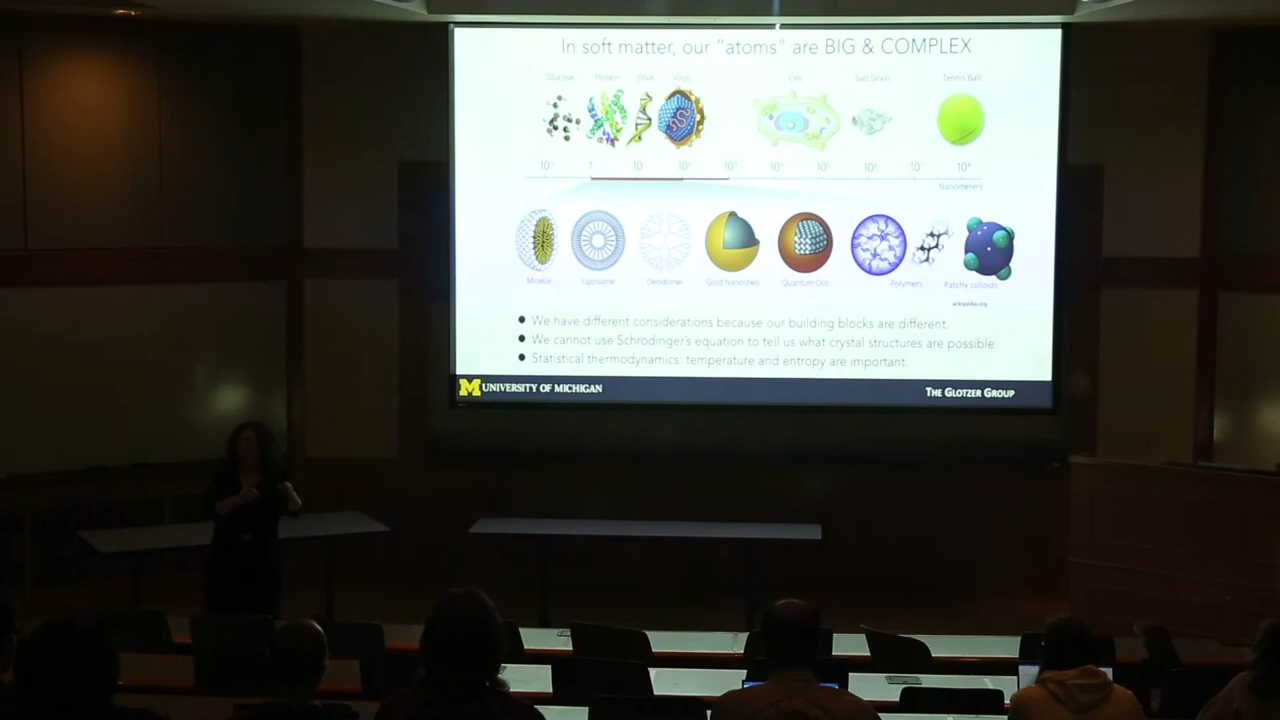 In soft matter, our "atoms" are BIG & COMPLEX
Glucose Protein DNA Virus Cell Salt Grain Tennis Ball
1 10
Nanometers
Micelle Liposome Dendrimer Gold Nanoshell Quantum Dot Polymers Patchy colloids
wikipedia.org
● We have different considerations because our building blocks are different.
● We cannot use Schrodinger's equation to tell us what crystal structures are possible.
● Statistical thermodynamics: temperature and entropy are important.
M UNIVERSITY OF MICHIGAN THE GLOTZER GROUP